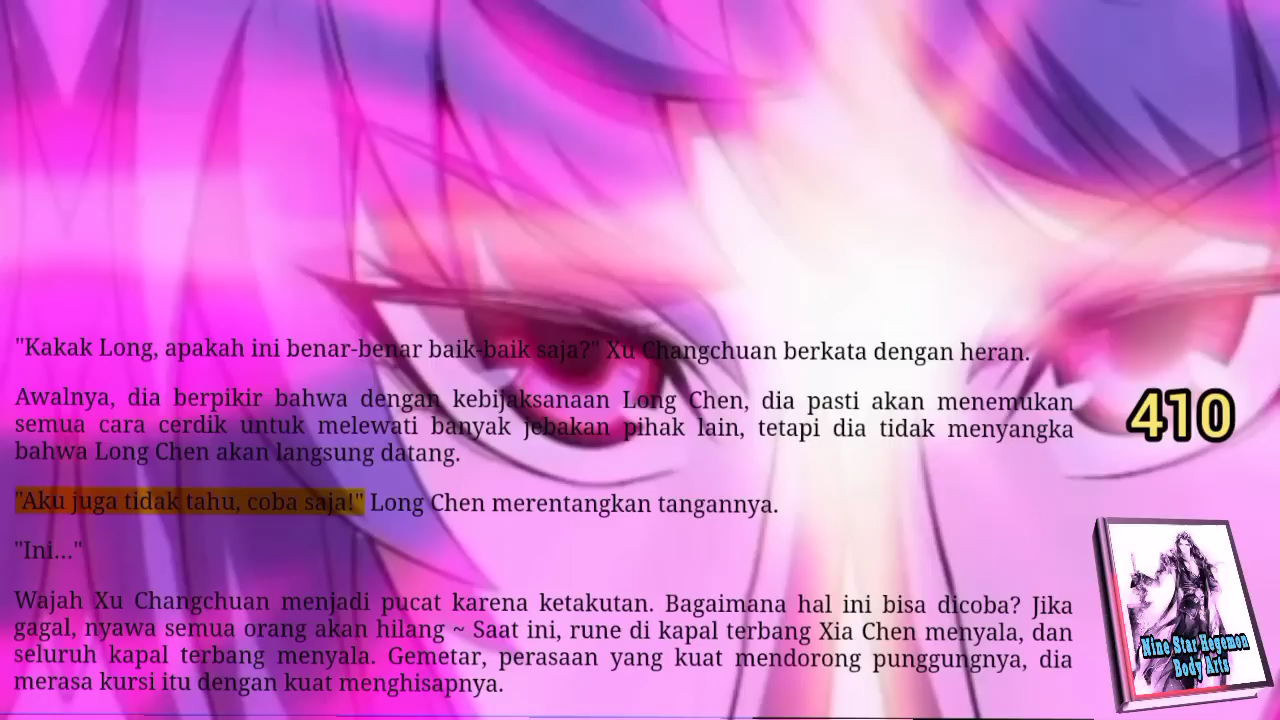 "Kakak Long, apakah ini benar-benar baik-baik saja?" Xu Changchuan berkata dengan heran.
Awalnya, dia berpikir bahwa dengan kebijaksanaan Long Chen, dia pasti akan menemukan
semua cara cerdik untuk melewati banyak jebakan pihak lain, tetapi dia tidak menyangka
bahwa Long Chen akan langsung datang.
"Aku juga tidak tahu, coba saja!" Long Chen merentangkan tangannya.
"Ini..."
Wajah Xu Changchuan menjadi pucat karena ketakutan. Bagaimana hal ini bisa dicoba? Jika
gagal, nyawa semua orang akan hilang ~ Saat ini, rune di kapal terbang Xia Chen menyala, dan
seluruh kapal terbang menyala. Gemetar, perasaan yang kuat mendorong punggungnya, dia
merasa kursi itu dengan kuat menghisapnya.
410
Nine Star Hegemon
Body Arts